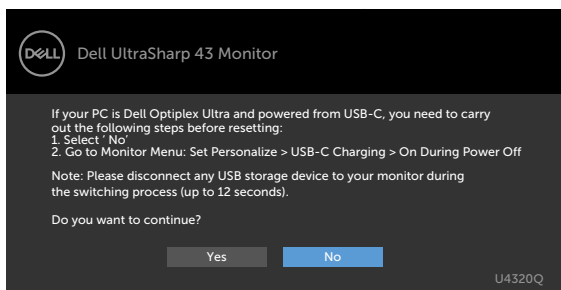 DELL
Dell UltraSharp 43 Monitor
If your PC is Dell Optiplex Ultra and powered from USB-C, you need to carry
out the following steps before resetting:
1. Select ‘ No’
2. Go to Monitor Menu: Set Personalize > USB-C Charging > On During Power Off
Note: Please disconnect any USB storage device to your monitor during
the switching process (up to 12 seconds).
Do you want to continue?
Yes No
U4320Q